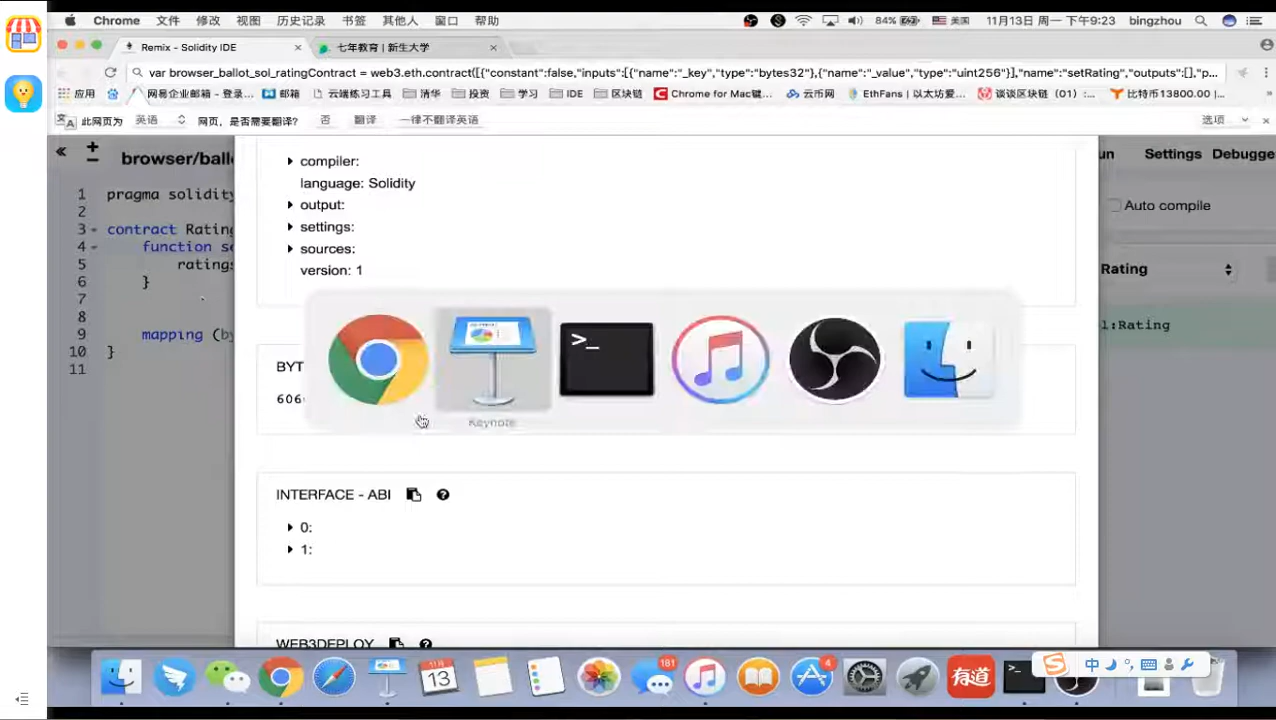 Chrome 文件 修改 视图 历史记录 书签 其他人 窗口 帮助 84% 美国 11月13日 周一 下午9:23 bingzhou
Remix - Solidity IDE × 七年教育 | 新生大学 ×
var browser_ballot_sol_ratingContract = web3.eth.contract([{"constant":false,"inputs":[{"name":"_key","type":"bytes32"},{"name":"_value","type":"uint256"}],"name":"setRating","outputs":[],"p...
应用 网易企业邮箱 - 登录... 邮箱 云端练习工具 清华 投资 学习 IDE 区块链 Chrome for Mac键... 云币网 EthFans | 以太坊爱... 谈谈区块链（01）:... 比特币13800.00 |...
此网页为 英语 网页，是否需要翻译? 否 翻译 一律不翻译英语 选项 ×
« + − browser/ball un Settings Debugge
compiler:
1 pragma solidity language: Solidity
2 output: Auto compile
3 contract Ratin settings:
4 function se sources:
5 ratings version: 1 Rating
6 }
7
8 l:Rating
9 mapping (by
10 }
11 BYT
606
>_
Keynote
INTERFACE - ABI
0:
1:
WEB3DEPLOY
13 181 4 有道 >_ S 中